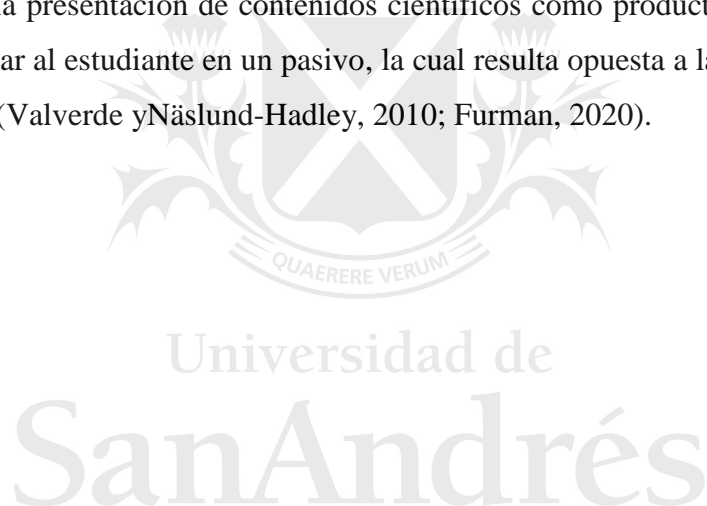 la presentación de contenidos científicos como product
ar al estudiante en un pasivo, la cual resulta opuesta a la
(Valverde yNäslund-Hadley, 2010; Furman, 2020).
QUAERERE VERUM
Universidad de
SanAndrés